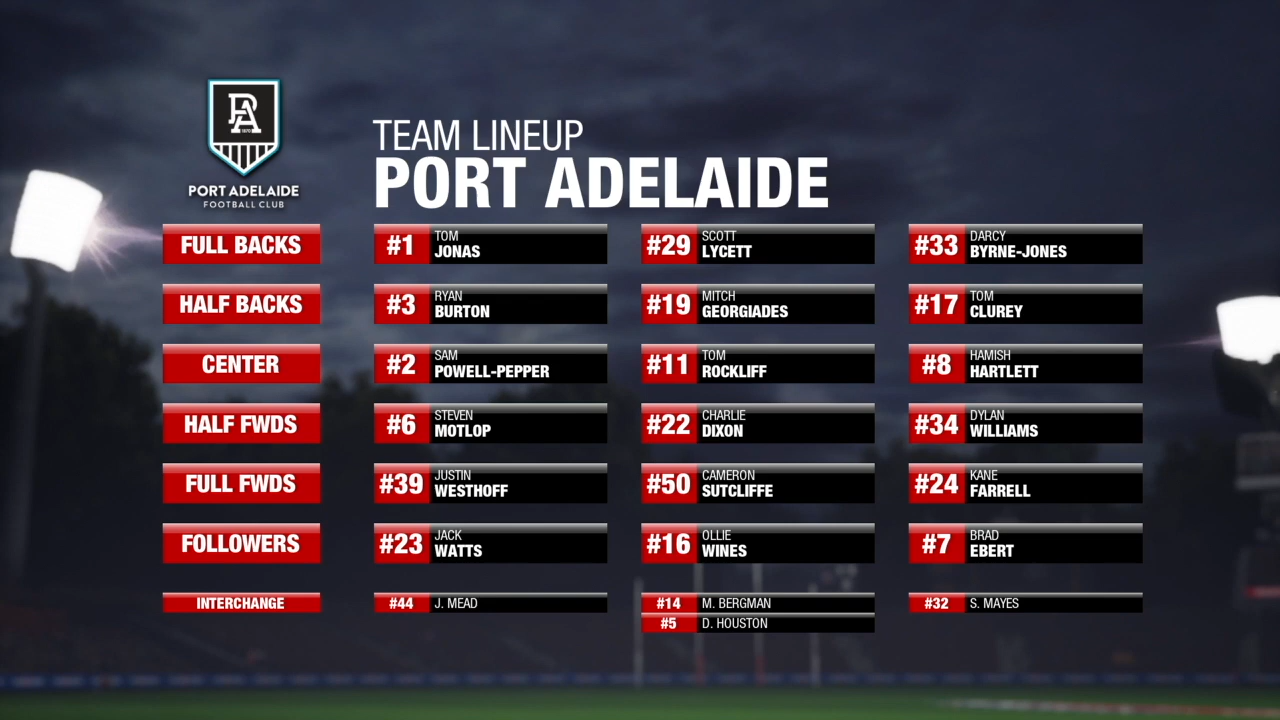 PA
1870
PORT ADELAIDE
FOOTBALL CLUB
TEAM LINEUP
PORT ADELAIDE
FULL BACKS
#1 TOM JONAS
#29 SCOTT LYCETT
#33 DARCY BYRNE-JONES
HALF BACKS
#3 RYAN BURTON
#19 MITCH GEORGIADES
#17 TOM CLUREY
CENTER
#2 SAM POWELL-PEPPER
#11 TOM ROCKLIFF
#8 HAMISH HARTLETT
HALF FWDS
#6 STEVEN MOTLOP
#22 CHARLIE DIXON
#34 DYLAN WILLIAMS
FULL FWDS
#39 JUSTIN WESTHOFF
#50 CAMERON SUTCLIFFE
#24 KANE FARRELL
FOLLOWERS
#23 JACK WATTS
#16 OLLIE WINES
#7 BRAD EBERT
INTERCHANGE
#44 J. MEAD
#14 M. BERGMAN
#32 S. MAYES
#5 D. HOUSTON